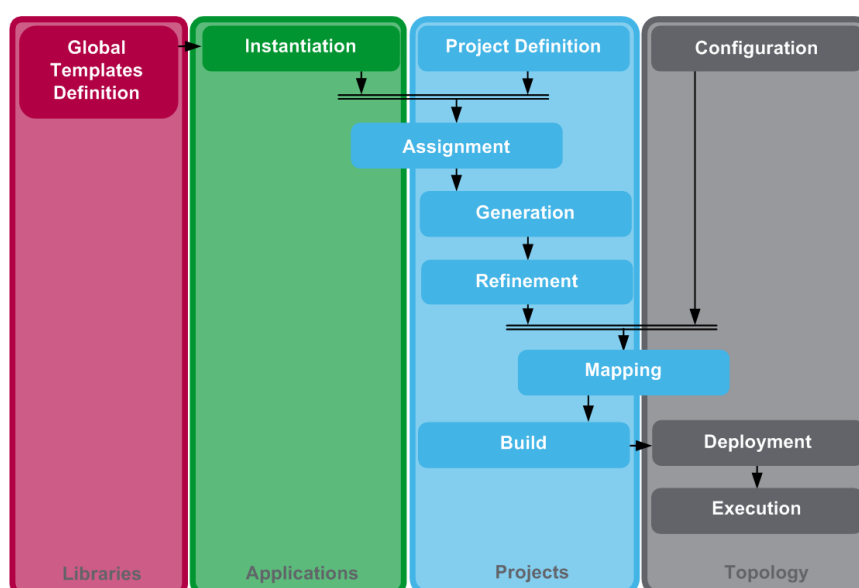 Global
Templates
Definition
Instantiation
Project Definition
Configuration
Assignment
Generation
Refinement
Mapping
Build
Deployment
Execution
Libraries
Applications
Projects
Topology